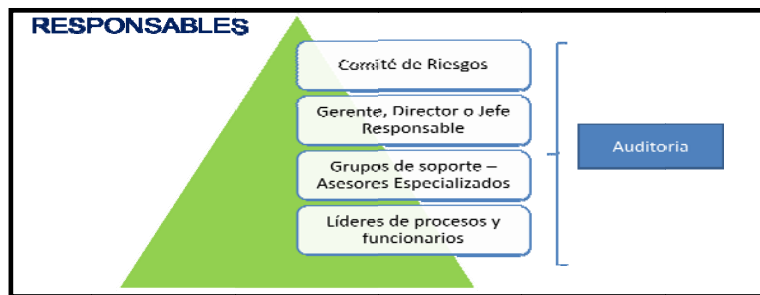 RESPONSABLES
Comité de Riesgos
Gerente, Director o Jefe
Responsable
Grupos de soporte –
Asesores Especializados
Líderes de procesos y
funcionarios
Auditoria